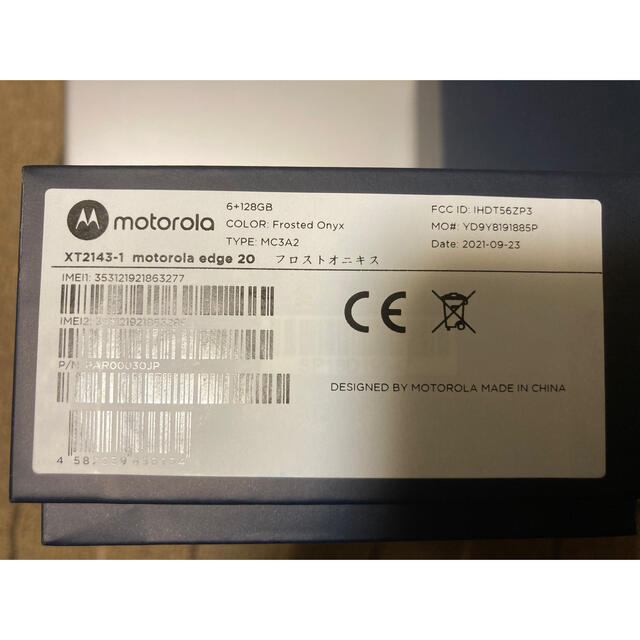 motorola
6+128GB
COLOR: Frosted Onyx
TYPE: MC3A2
FCC ID: IHDT56ZP3
MO#: YD9Y8191885P
Date: 2021-09-23
XT2143-1 motorola edge 20 フロストオニキス
IMEI1: 353121921863277
IMEI2:
P/N: PAR00030JP
CE
DESIGNED BY MOTOROLA MADE IN CHINA